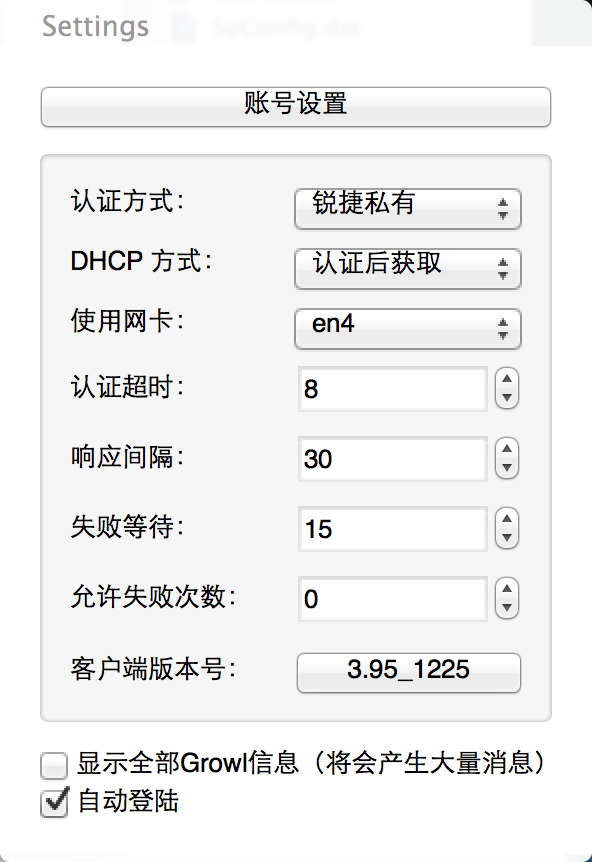 Settings
SuConfig.dat
账号设置
认证方式： 锐捷私有
DHCP 方式： 认证后获取
使用网卡： en4
认证超时： 8
响应间隔： 30
失败等待： 15
允许失败次数： 0
客户端版本号： 3.95_1225
显示全部Growl信息（将会产生大量消息）
自动登陆